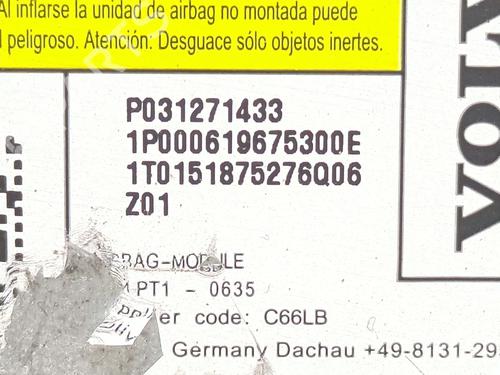 Al inflarse la unidad de airbag no montada puede
peligroso. Atención: Desguace sólo objetos inertes.
VOLV
P031271433
1P000619675300E
1T0151875276Q06
Z01
BAG-MODULE
PT1 - 0635
er code: C66LB
Germany Dachau +49-8131-29